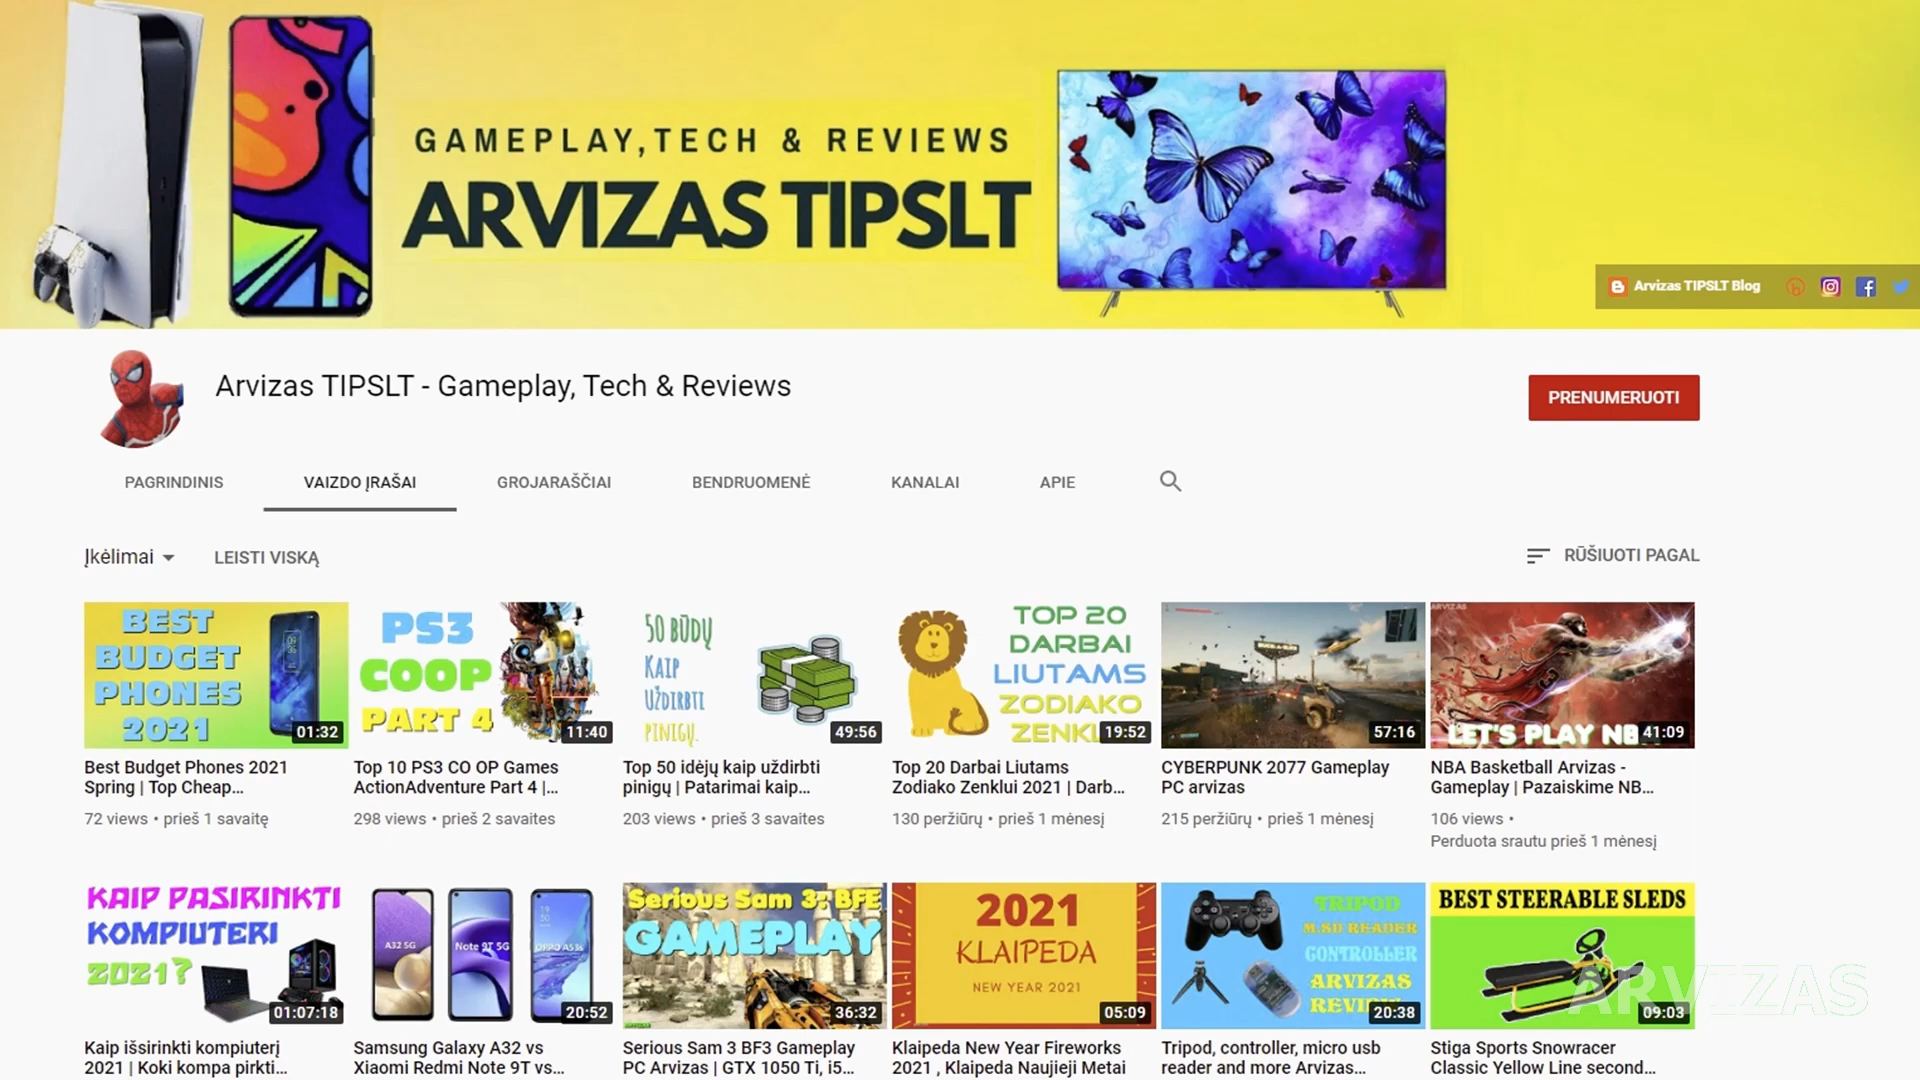 GAMEPLAY,TECH & REVIEWS
ARVIZAS TIPSLT
Arvizas TIPSLT Blog
Arvizas TIPSLT - Gameplay, Tech & Reviews
PRENUMERUOTI
PAGRINDINIS
VAIZDO ĮRAŠAI
GROJARAŠČIAI
BENDRUOMENĖ
KANALAI
APIE
Įkėlimai
LEISTI VISKĄ
RŪŠIUOTI PAGAL
BEST
BUDGET
PHONES
2021
01:32
Best Budget Phones 2021
Spring | Top Cheap...
72 views • prieš 1 savaitę
PS3
COOP
PART 4
11:40
Top 10 PS3 CO OP Games
ActionAdventure Part 4 |...
298 views • prieš 2 savaites
50 BŪDŲ
KAIP
UŽDIRBTI
PINIGŲ.
49:56
Top 50 idėjų kaip uždirbti
pinigų | Patarimai kaip...
203 views • prieš 3 savaites
TOP 20
DARBAI
LIUTAMS
ZODIAKO
ZENKL
19:52
Top 20 Darbai Liutams
Zodiako Zenklui 2021 | Darb...
130 peržiūrų • prieš 1 mėnesį
57:16
CYBERPUNK 2077 Gameplay
PC arvizas
215 peržiūrų • prieš 1 mėnesį
ARVIZAS
LET'S PLAY NB
41:09
NBA Basketball Arvizas -
Gameplay | Pazaiskime NB...
106 views •
Perduota srautu prieš 1 mėnesį
KAIP PASIRINKTI
KOMPIUTERI
2021?
01:07:18
Kaip išsirinkti kompiuterį
2021 | Koki kompa pirkti...
A32 5G
Note 9T 5G
OPPO A53s
20:52
Samsung Galaxy A32 vs
Xiaomi Redmi Note 9T vs...
Serious Sam 3: BFE
GAMEPLAY
36:32
Serious Sam 3 BF3 Gameplay
PC Arvizas | GTX 1050 Ti, i5...
2021
KLAIPEDA
NEW YEAR 2021
05:09
Klaipeda New Year Fireworks
2021 , Klaipeda Naujieji Metai
TRIPOD
M.SD READER
CONTROLLER
ARVIZAS
REVIEW
20:38
Tripod, controller, micro usb
reader and more Arvizas...
BEST STEERABLE SLEDS
09:03
Stiga Sports Snowracer
Classic Yellow Line second...
ARVIZAS